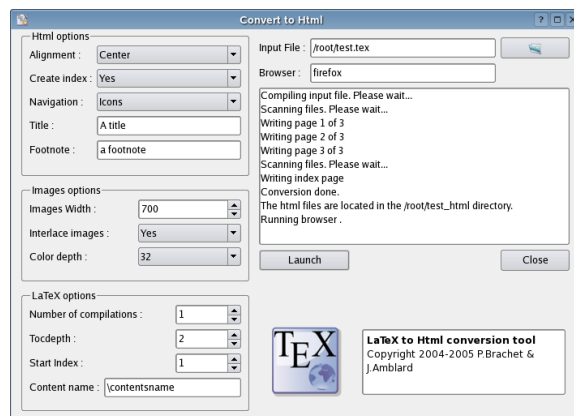 Convert to Html
Html options
Alignment : Center
Create index : Yes
Navigation : Icons
Title : A title
Footnote : a footnote
Images options
Images Width : 700
Interlace images : Yes
Color depth : 32
LaTeX options
Number of compilations : 1
Tocdepth : 2
Start Index : 1
Content name : \contentsname
Input File : /root/test.tex
Browser : firefox
Compiling input file. Please wait...
Scanning files. Please wait...
Writing page 1 of 3
Writing page 2 of 3
Writing page 3 of 3
Scanning files. Please wait...
Writing index page
Conversion done.
The html files are located in the /root/test_html directory.
Running browser .
Launch Close
TEX
LaTeX to Html conversion tool
Copyright 2004-2005 P.Brachet &
J.Amblard